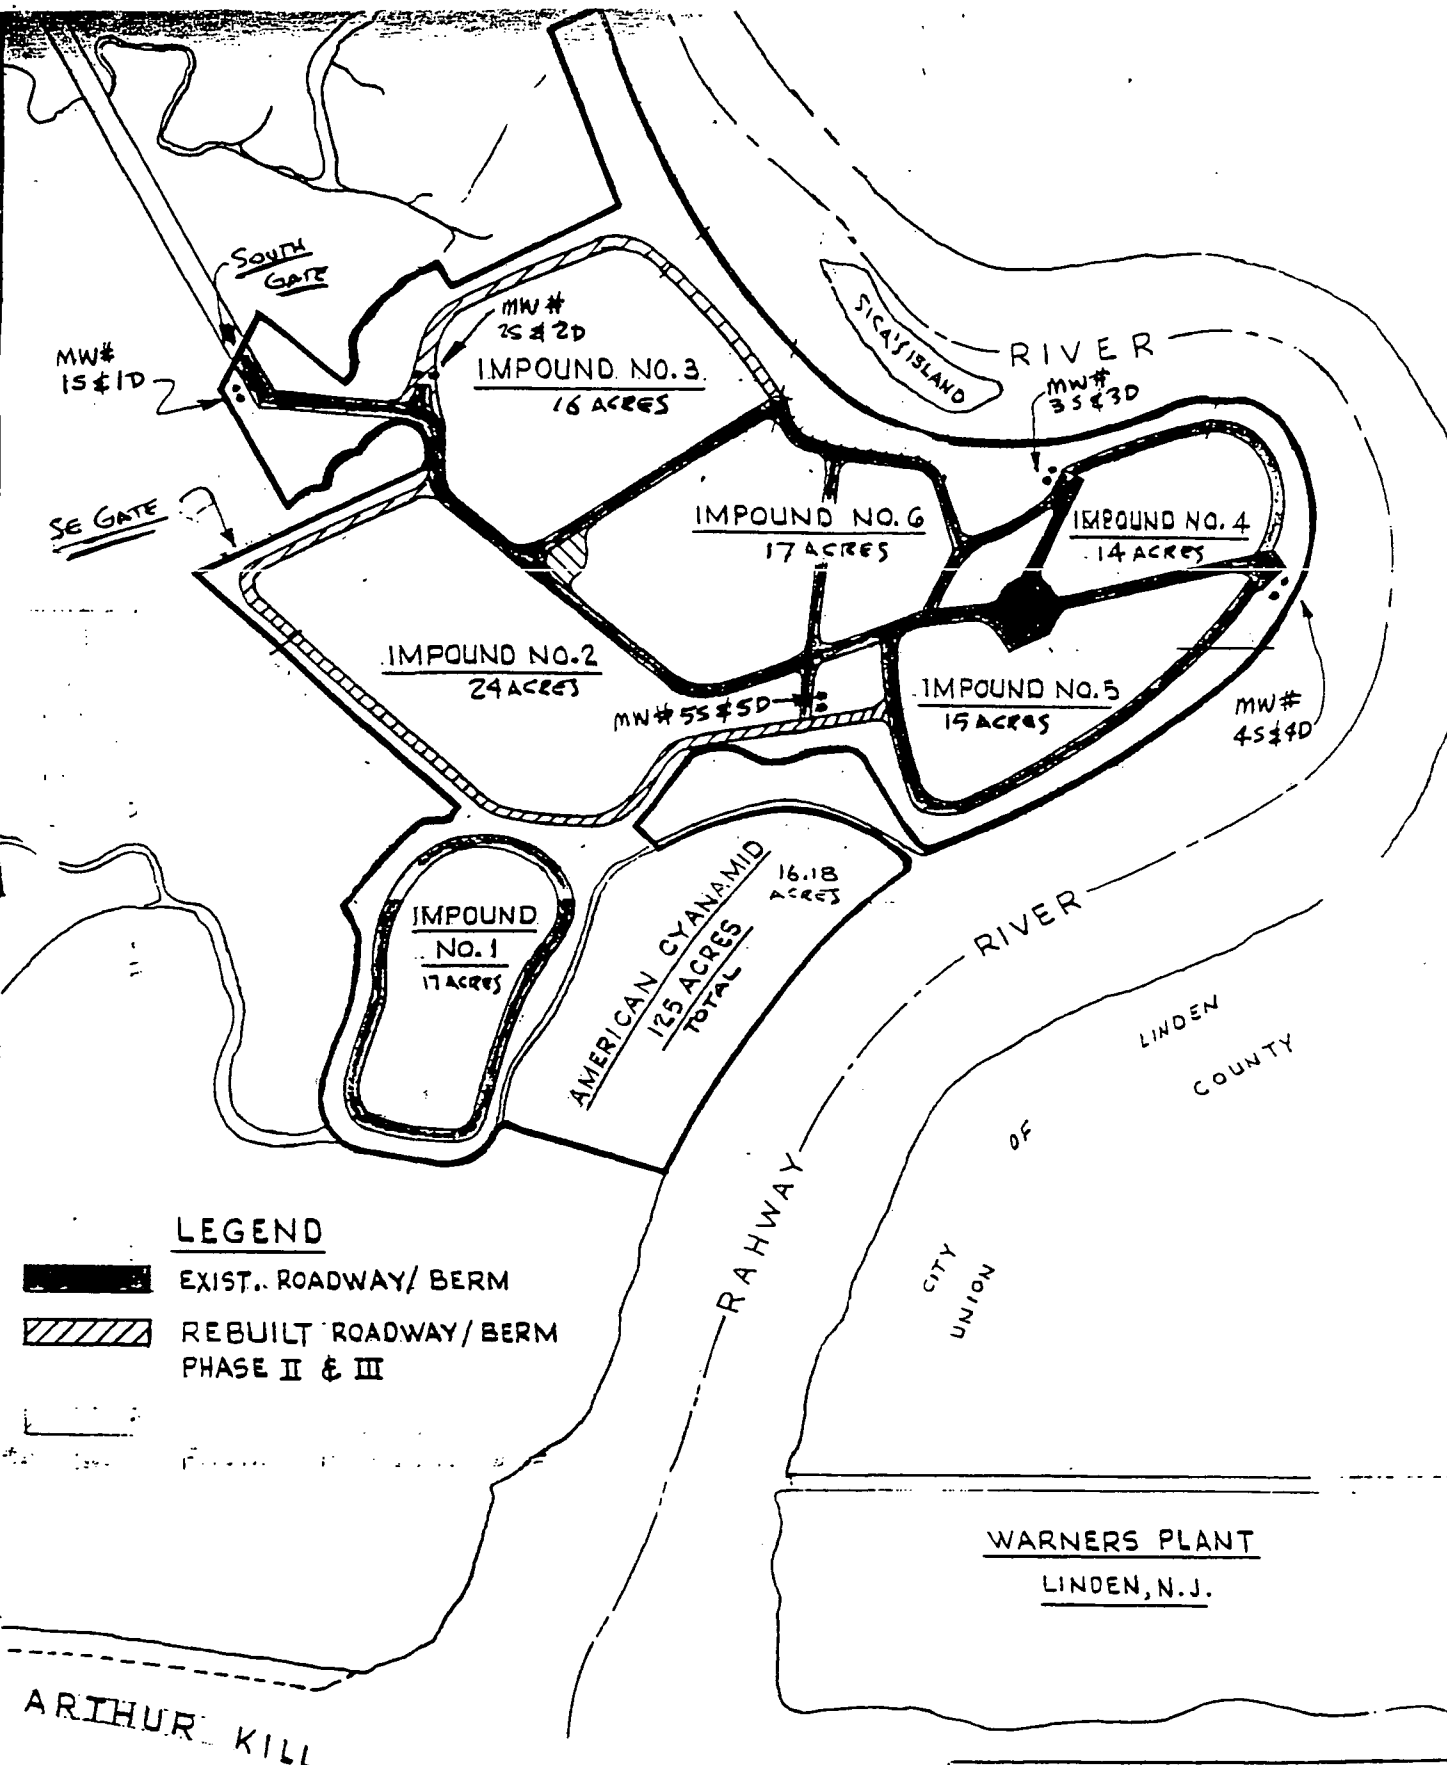 SOUTH
GATE
MW#
1S & 1D
MW #
2S & 2D
IMPOUND NO. 3
16 ACRES
SICA'S ISLAND
RIVER
MW#
3S & 3D
SE GATE
IMPOUND NO. 6
17 ACRES
IMPOUND NO. 4
14 ACRES
IMPOUND NO. 2
24 ACRES
MW# 5S & 5D
IMPOUND NO. 5
15 ACRES
MW#
4S & 4D
IMPOUND
NO. 1
17 ACRES
AMERICAN CYANAMID
125 ACRES
TOTAL
16.18
ACRES
RIVER
LINDEN
COUNTY
OF
CITY
UNION
RAHWAY
LEGEND
EXIST.. ROADWAY/ BERM
REBUILT ROADWAY/ BERM
PHASE II & III
WARNERS PLANT
LINDEN, N.J.
ARTHUR KILL